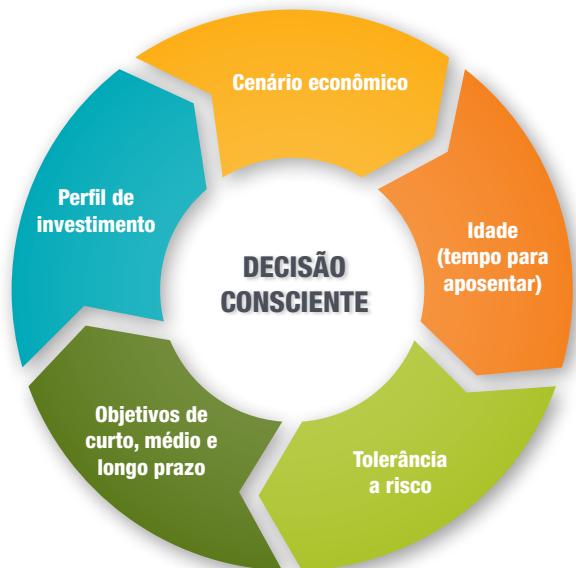 Cenário econômico
Idade
(tempo para
aposentar)
Tolerância
a risco
Objetivos de
curto, médio e
longo prazo
Perfil de
investimento
DECISÃO
CONSCIENTE